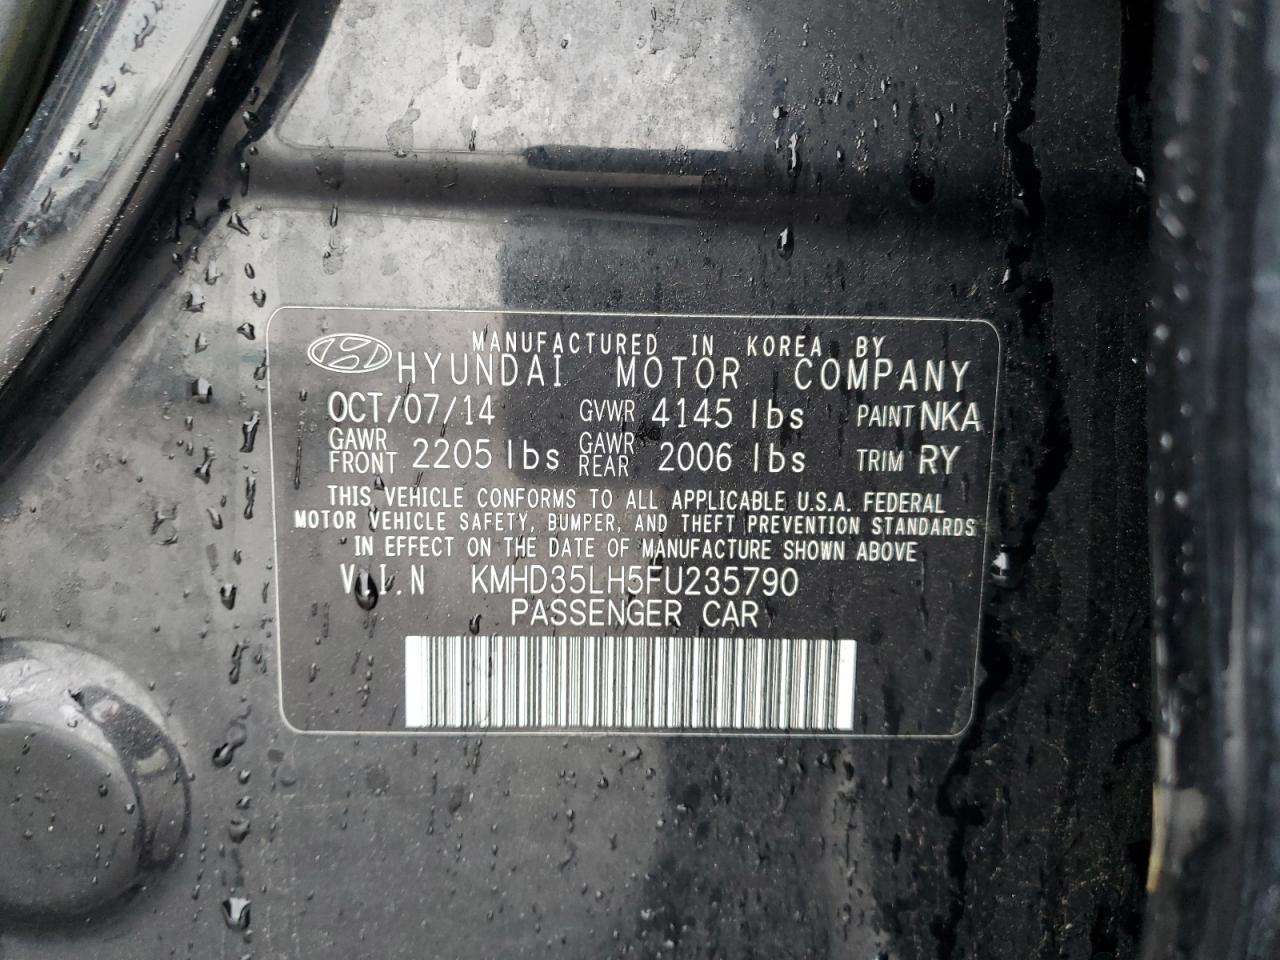 MANUFACTURED IN KOREA BY
HYUNDAI MOTOR COMPANY
OCT/07/14 GVWR 4145 lbs PAINT NKA
GAWR FRONT 2205 lbs GAWR REAR 2006 lbs TRIM RY
THIS VEHICLE CONFORMS TO ALL APPLICABLE U.S.A. FEDERAL
MOTOR VEHICLE SAFETY, BUMPER, AND THEFT PREVENTION STANDARDS
IN EFFECT ON THE DATE OF MANUFACTURE SHOWN ABOVE
V.I.N KMHD35LH5FU235790
PASSENGER CAR